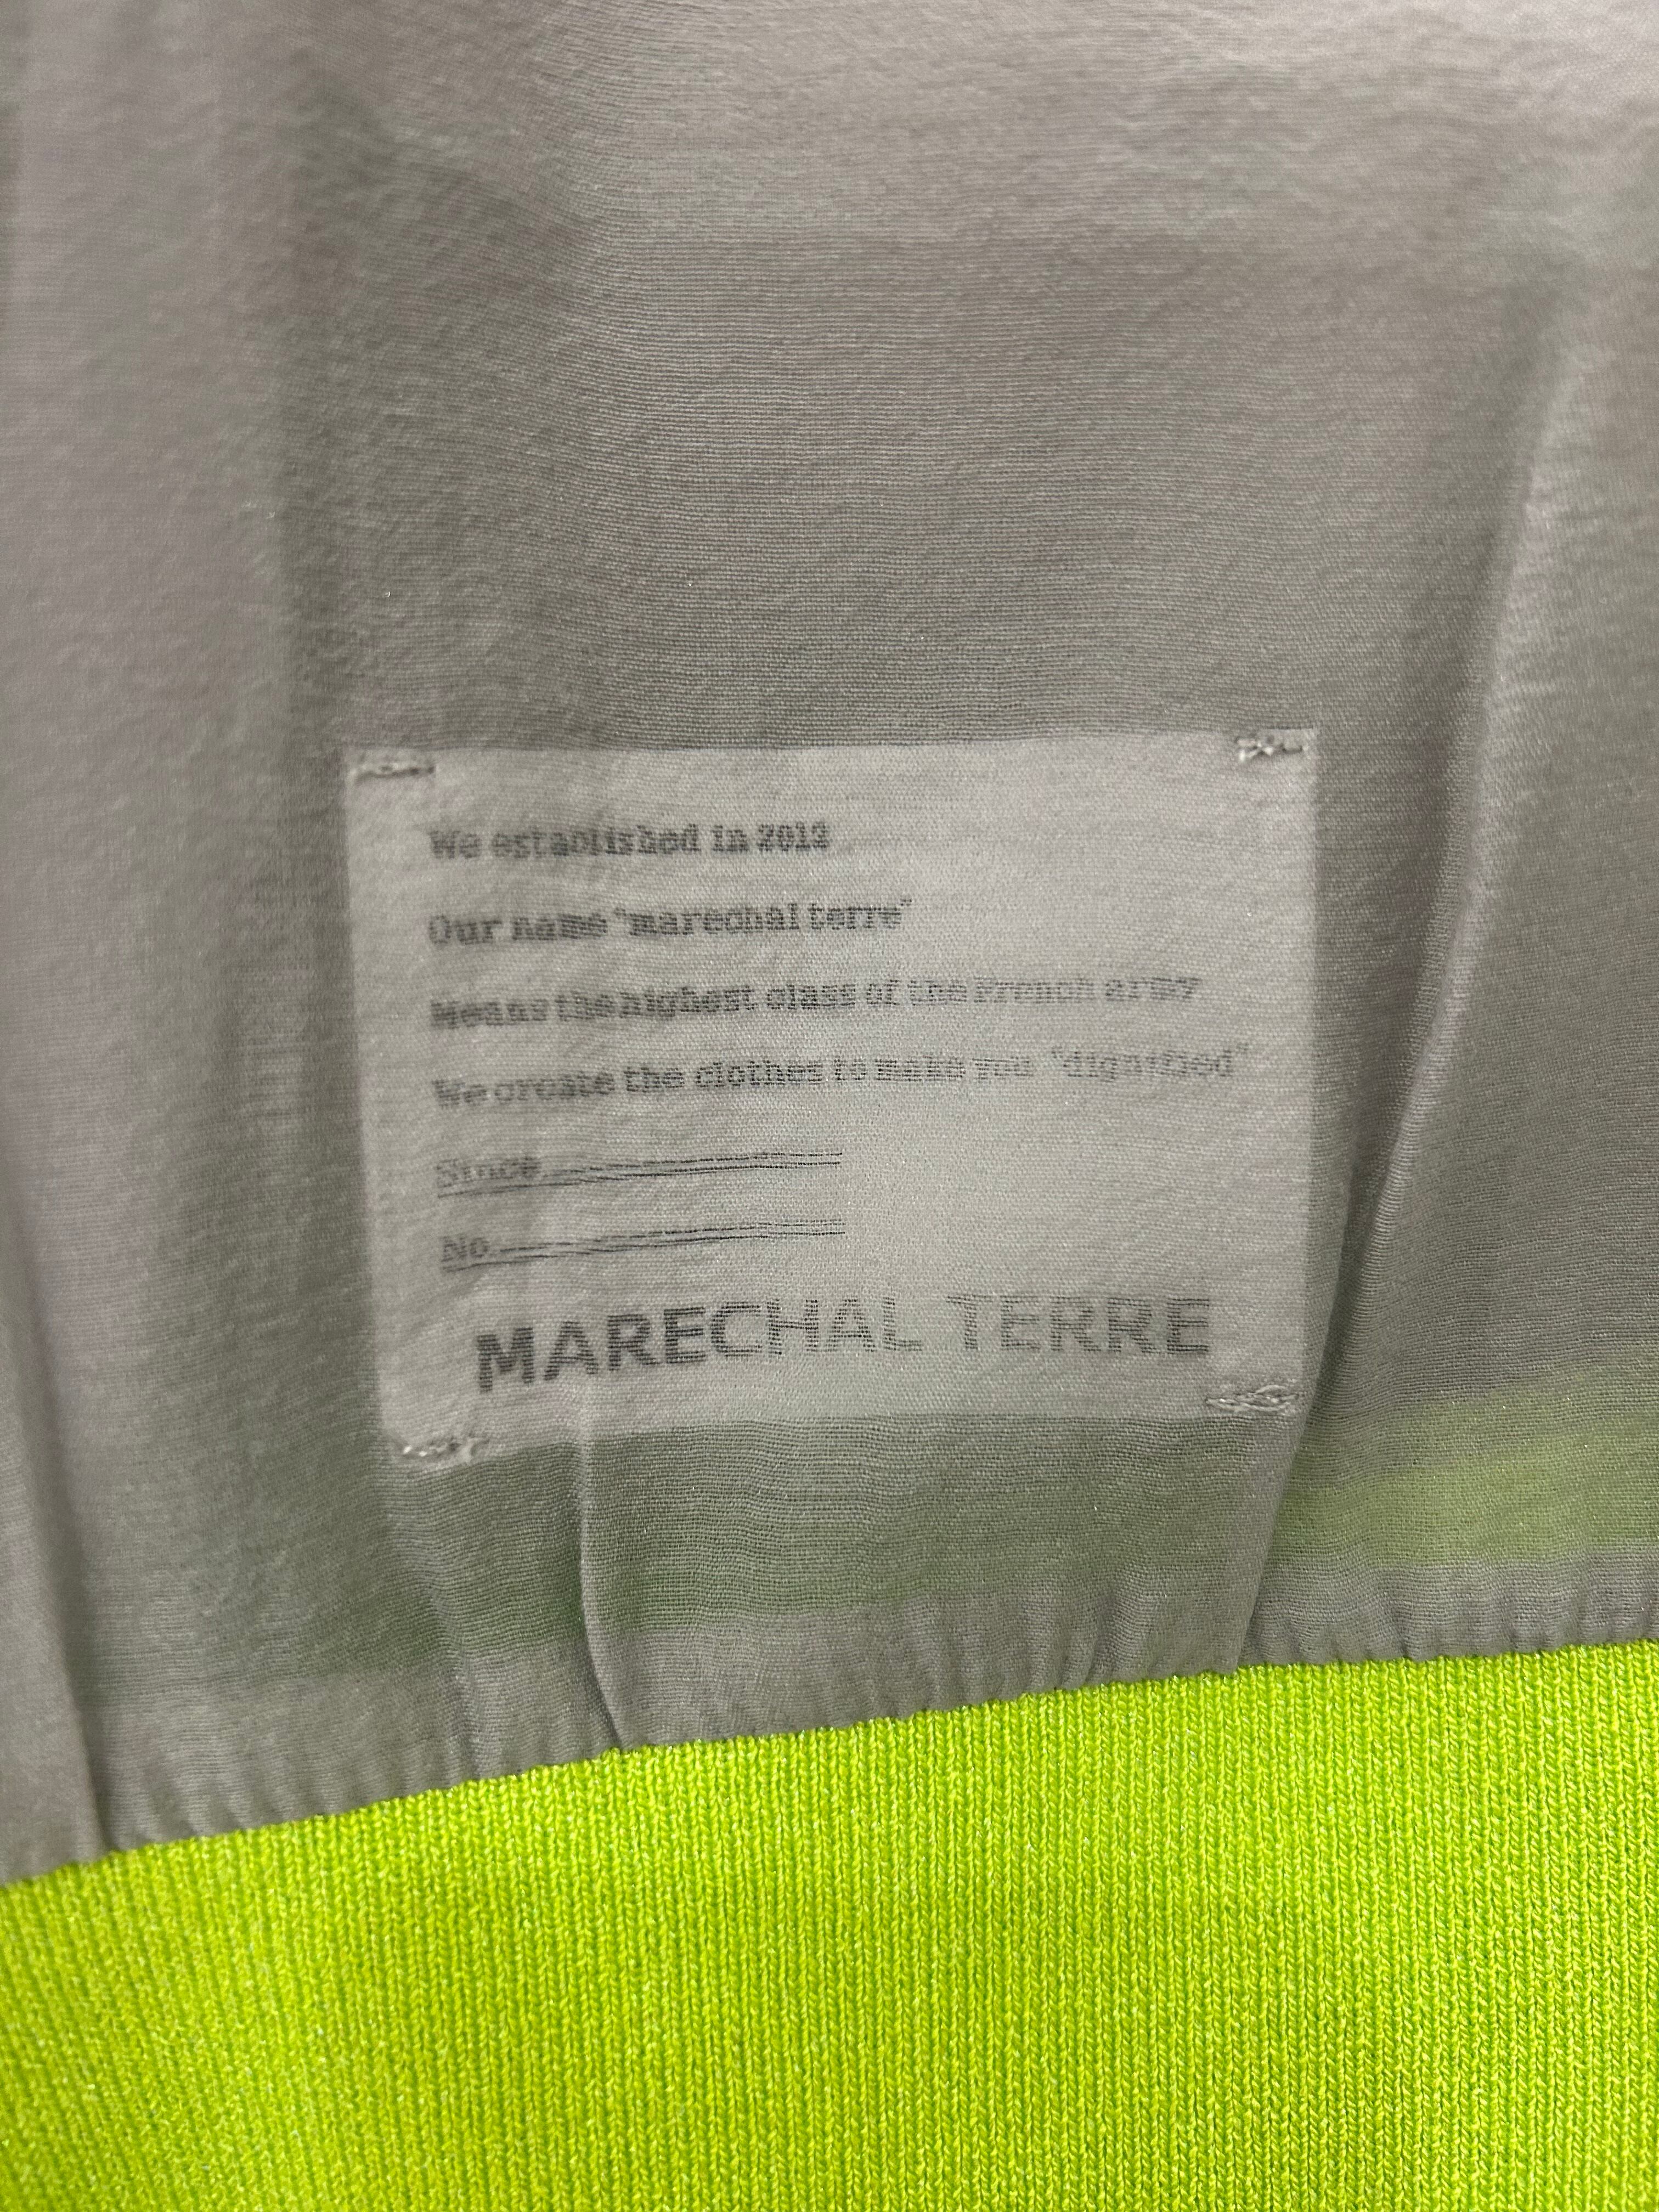 We established in 2012
Our name "marechal terre"
Means the highest class of the French army
We create the clothes to make you "dignified"
Since
No.
MARECHAL TERRE